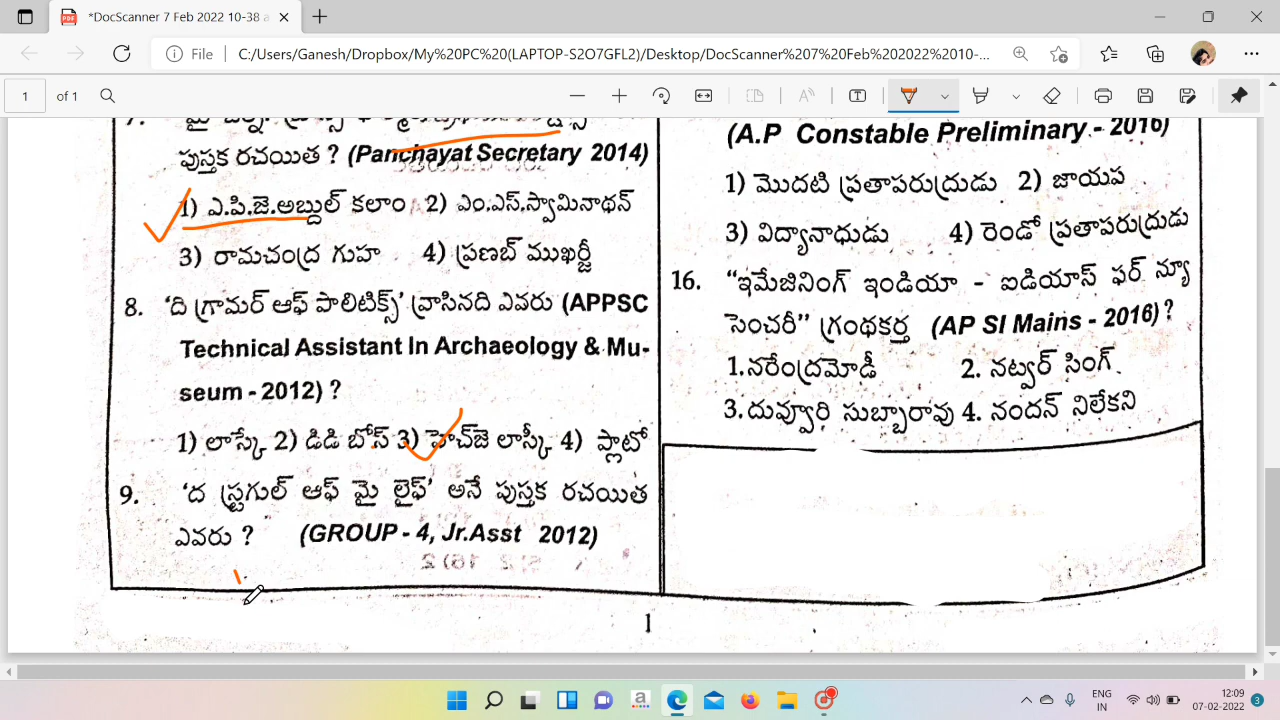 *DocScanner 7 Feb 2022 10-38 a
File
C:/Users/Ganesh/Dropbox/My%20PC%20(LAPTOP-S2O7GFL2)/Desktop/DocScanner%207%20Feb%202022%2010-...
1 of 1
7.
పుస్తక రచయిత ? (Panchayat Secretary 2014)
1) ఎ.పి.జె.అబ్దుల్ కలాం 2) ఎం.ఎస్.స్వామినాథన్
3) రామచంద్ర గుహ 4) ప్రణబ్ ముఖర్జీ
8. 'ది గ్రామర్ ఆఫ్ పాలిటిక్స్' వ్రాసినది ఎవరు (APPSC
Technical Assistant In Archaeology & Mu-
seum - 2012) ?
1) లాస్కే 2) డిడి బోస్ 3) హెచ్‌జె లాస్కీ 4) ప్లాటో
9. 'ద స్ట్రగుల్ ఆఫ్ మై లైఫ్' అనే పుస్తక రచయిత
ఎవరు ? (GROUP - 4, Jr.Asst 2012)
(A.P Constable Preliminary - 2016)
1) మొదటి ప్రతాపరుద్రుడు 2) జాయప
3) విద్యానాధుడు 4) రెండో ప్రతాపరుద్రుడు
16. "ఇమేజినింగ్ ఇండియా - ఐడియాస్ ఫర్ న్యూ
సెంచరీ" గ్రంథకర్త (AP SI Mains - 2016) ?
1.నరేంద్రమోడీ 2. నట్వర్ సింగ్
3.దువ్వూరి సుబ్బారావు 4. నందన్ నిలేకని
1
ENG
IN
12:09
07-02-2022
3